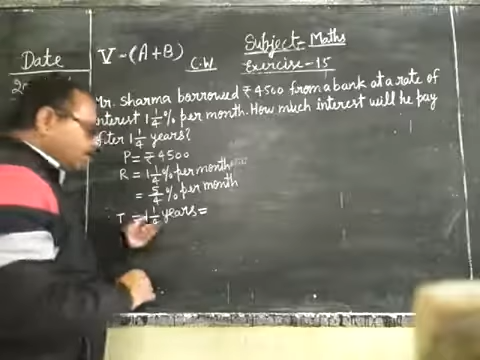 Date
V - (A+B)
C.W
Subject:- Maths
Exercise-15
Mr. sharma borrowed ₹ 4500 from a bank at a rate of
interest 1 1/4 % per month. How much interest will he pay
after 1 1/4 years?
P = ₹ 4500
R = 1 1/4 % per month
= 5/4 % per month
T = 1 1/4 years =